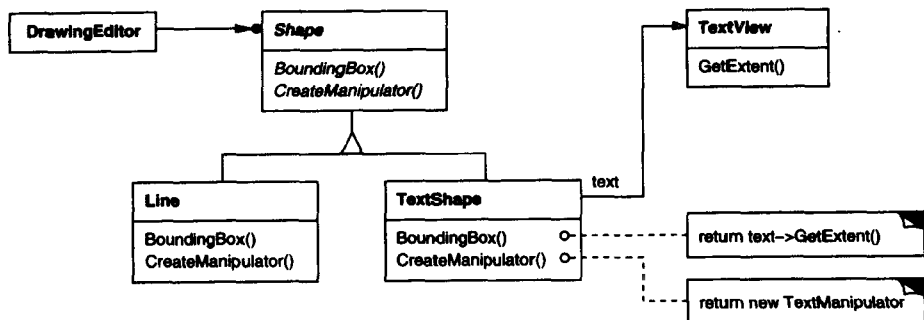 DrawingEditor
Shape
BoundingBox()
CreateManipulator()
TextView
GetExtent()
Line
BoundingBox()
CreateManipulator()
TextShape
BoundingBox()
CreateManipulator()
text
return text->GetExtent()
return new TextManipulator